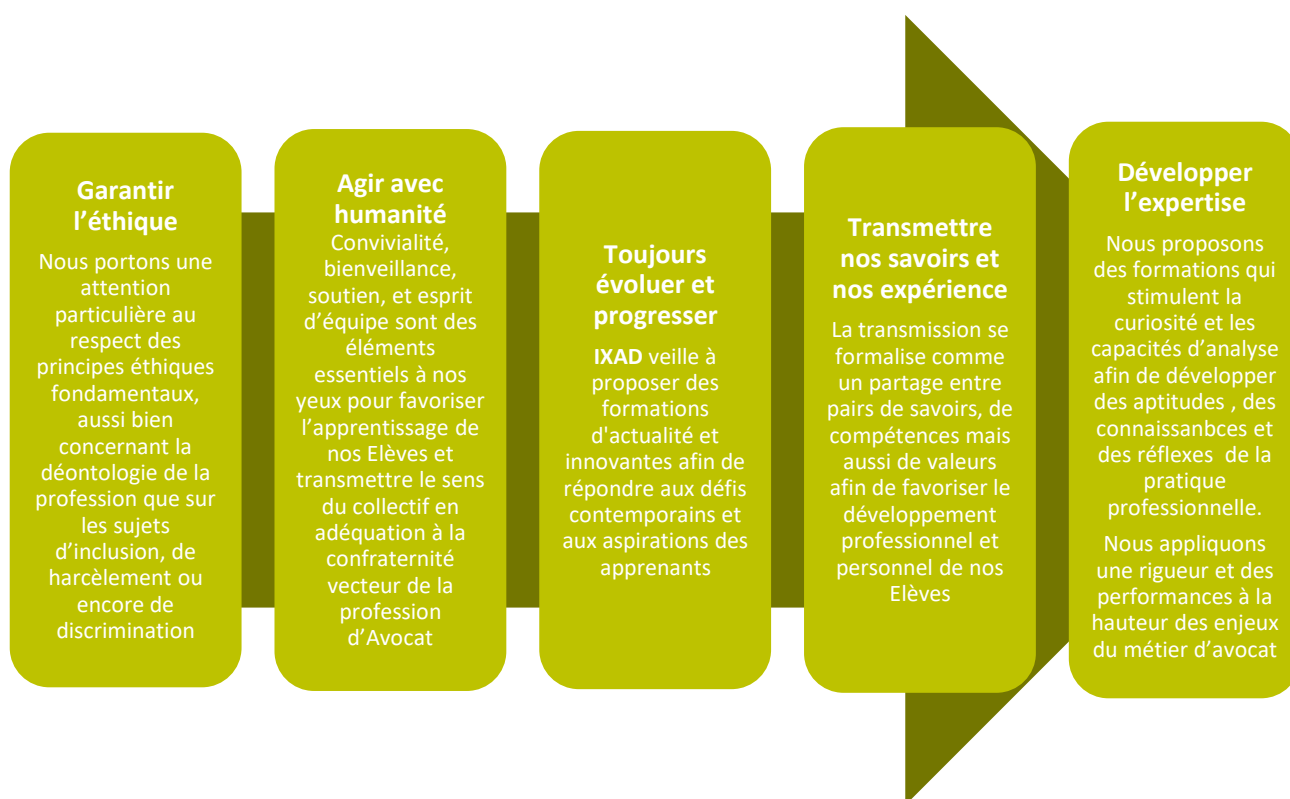 Garantir
l’éthique
Nous portons une
attention
particulière au
respect des
principes éthiques
fondamentaux,
aussi bien
concernant la
déontologie de la
profession que sur
les sujets
d’inclusion, de
harcèlement ou
encore de
discrimination
Agir avec
humanité
Convivialité,
bienveillance,
soutien, et esprit
d’équipe sont des
éléments
essentiels à nos
yeux pour favoriser
l’apprentissage de
nos Elèves et
transmettre le sens
du collectif en
adéquation à la
confraternité
vecteur de la
profession
d’Avocat
Toujours
évoluer et
progresser
IXAD veille à
proposer des
formations
d'actualité et
innovantes afin de
répondre aux défis
contemporains et
aux aspirations des
apprenants
Transmettre
nos savoirs et
nos expérience
La transmission se
formalise comme
un partage entre
pairs de savoirs, de
compétences mais
aussi de valeurs
afin de favoriser le
développement
professionnel et
personnel de nos
Elèves
Développer
l’expertise
Nous proposons
des formations qui
stimulent la
curiosité et les
capacités d’analyse
afin de développer
des aptitudes , des
connaissanbces et
des réflexes  de la
pratique
professionnelle.
Nous appliquons
une rigueur et des
performances à la
hauteur des enjeux
du métier d’avocat